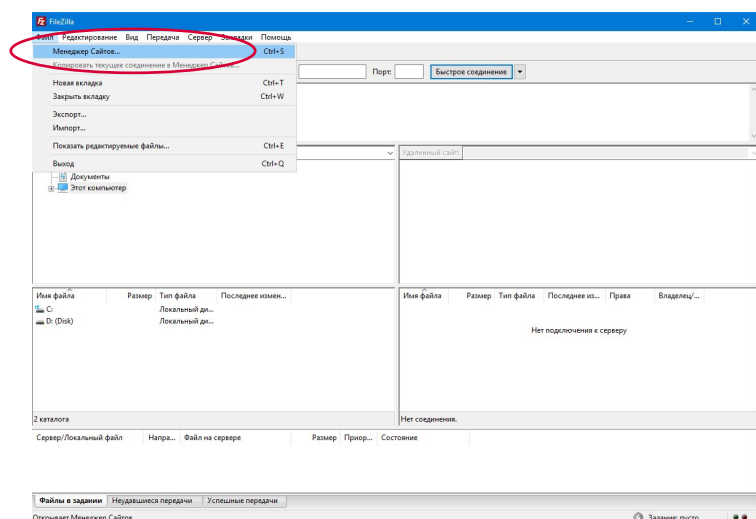 FileZilla
Файл Редактирование Вид Передача Сервер Закладки Помощь
Менеджер Сайтов... Ctrl+S
Копировать текущее соединение в Менеджер Сайтов...
Порт: Быстрое соединение
Новая вкладка Ctrl+T
Закрыть вкладку Ctrl+W
Экспорт...
Импорт...
Показать редактируемые файлы... Ctrl+E
Удаленный сайт:
Выход Ctrl+Q
Документы
Этот компьютер
Имя файла Размер Тип файла Последнее измен... Имя файла Размер Тип файла Последнее из... Права Владелец/...
C: Локальный ди...
D: (Disk) Локальный ди...
Нет подключения к серверу
2 каталога Нет соединения.
Сервер/Локальный файл Напра... Файл на сервере Размер Приор... Состояние
Файлы в задании Неудавшиеся передачи Успешные передачи
Открывает Менеджер Сайтов Задание: пусто